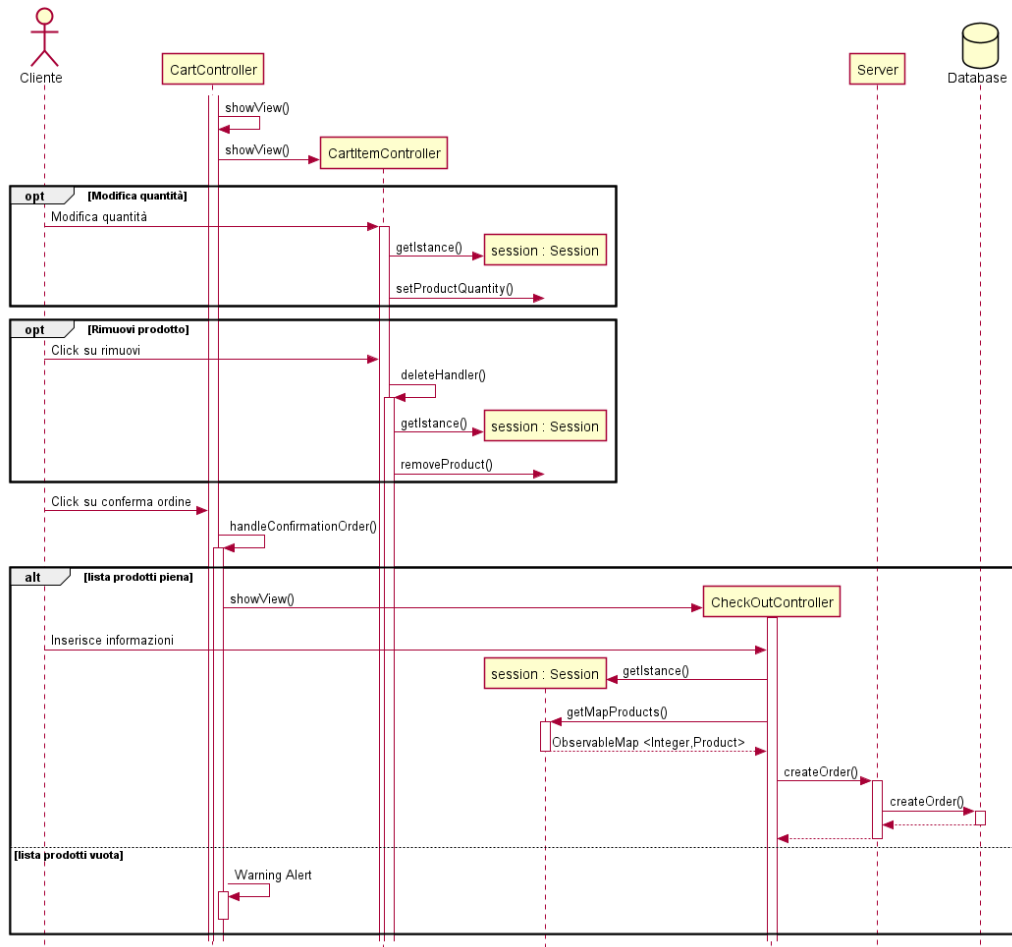 Cliente
CartController
Server
Database
showView()
showView()
CartItemController
opt
[Modifica quantità]
Modifica quantità
getIstance()
session : Session
setProductQuantity()
opt
[Rimuovi prodotto]
Click su rimuovi
deleteHandler()
getIstance()
session : Session
removeProduct()
Click su conferma ordine
handleConfirmationOrder()
alt
[lista prodotti piena]
showView()
CheckOutController
Inserisce informazioni
session : Session
getIstance()
getMapProducts()
ObservableMap <Integer,Product>
createOrder()
createOrder()
[lista prodotti vuota]
Warning Alert